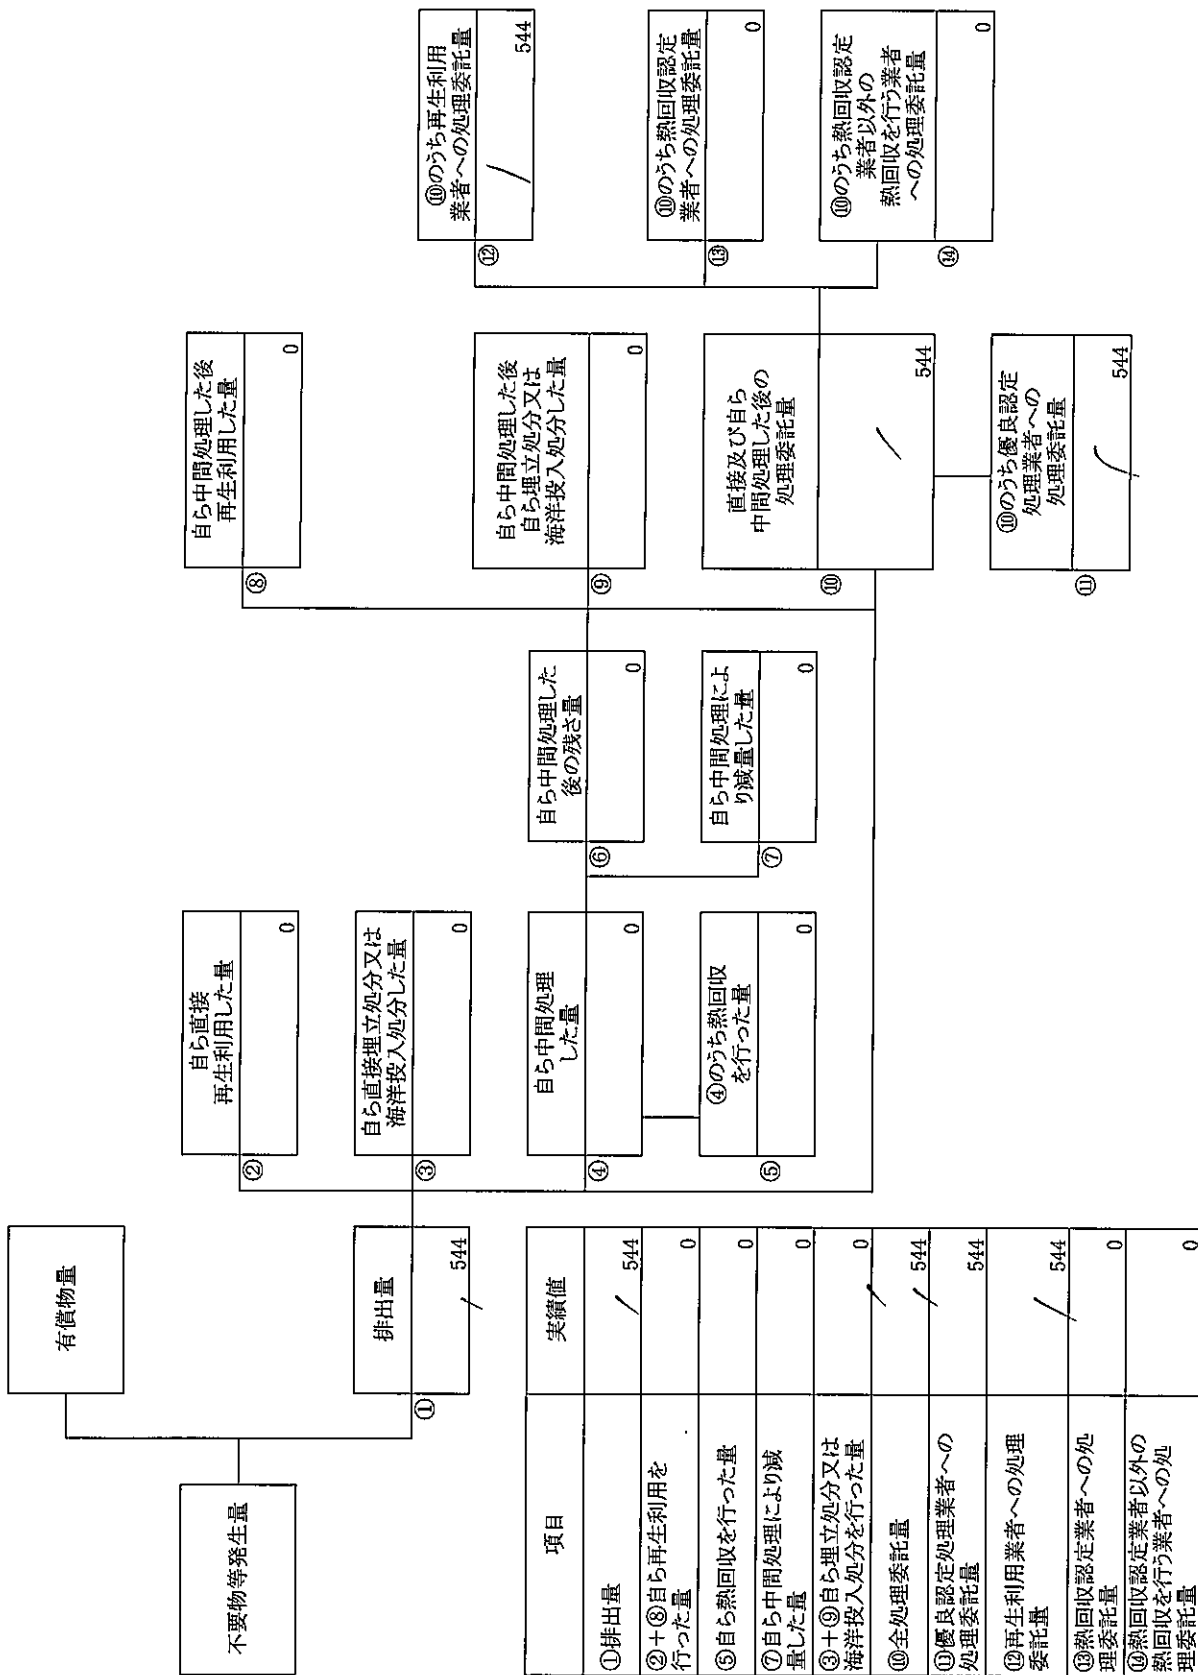 不要物等発生量
有償物量
①
排出量
544
②
自ら直接
再生利用した量
0
③
自ら直接埋立処分又は
海洋投入処分した量
0
④
自ら中間処理
した量
0
⑤
④のうち熱回収
を行った量
0
⑥
自ら中間処理した
後の残さ量
0
⑦
自ら中間処理によ
り減量した量
0
⑧
自ら中間処理した後
再生利用した量
0
⑨
自ら中間処理した後
自ら埋立処分又は
海洋投入処分した量
0
⑩
直接及び自ら
中間処理した後の
処理委託量
544
⑪
⑩のうち優良認定
処理業者への
処理委託量
544
⑫
⑩のうち再生利用
業者への処理委託量
544
⑬
⑩のうち熱回収認定
業者への処理委託量
0
⑭
⑩のうち熱回収認定
業者以外の
熱回収を行う業者
への処理委託量
0
項目 実績値
①排出量 544
②+⑧自ら再生利用を
行った量 0
⑤自ら熱回収を行った量 0
⑦自ら中間処理により減
量した量 0
③+⑨自ら埋立処分又は
海洋投入処分を行った量 0
⑩全処理委託量 544
⑪優良認定処理業者への
処理委託量 544
⑫再生利用業者への処理
委託量 544
⑬熱回収認定業者への処
理委託量 0
⑭熱回収認定業者以外の
熱回収を行う業者への処
理委託量 0